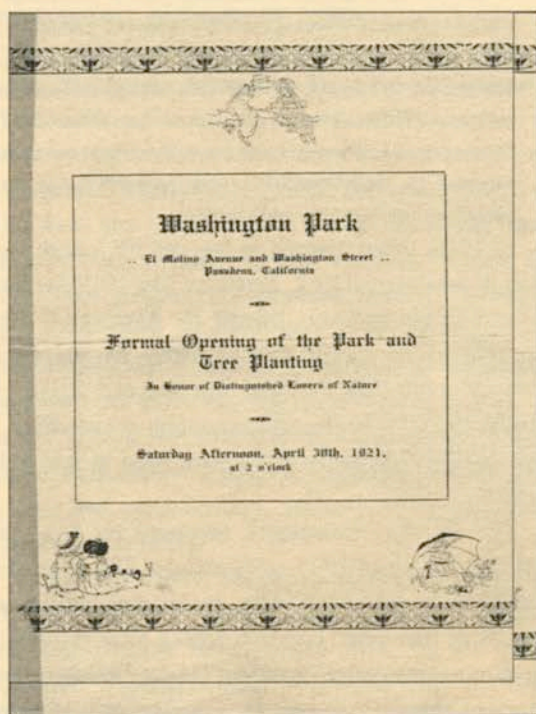 Washington Park
.. El Molino Avenue and Washington Street ..
Pasadena, California
Formal Opening of the Park and
Tree Planting
In Honor of Distinguished Lovers of Nature
Saturday Afternoon, April 30th, 1921,
at 2 o'clock